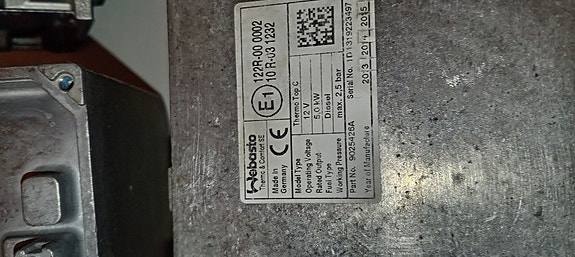 Webasto
Thermo & Comfort SE
Made in
Germany
CE
E1
122R-00 0002
10 R-03 1232
Model Type Thermo Top C
Operating Voltage 12 V
Rated Output 5,0 kW
Fuel Type Diesel
Working Pressure max. 2,5 bar
Part No. 9025426A Serial No. 1D1319223497
Year of Manufacture 2013 2014 2015